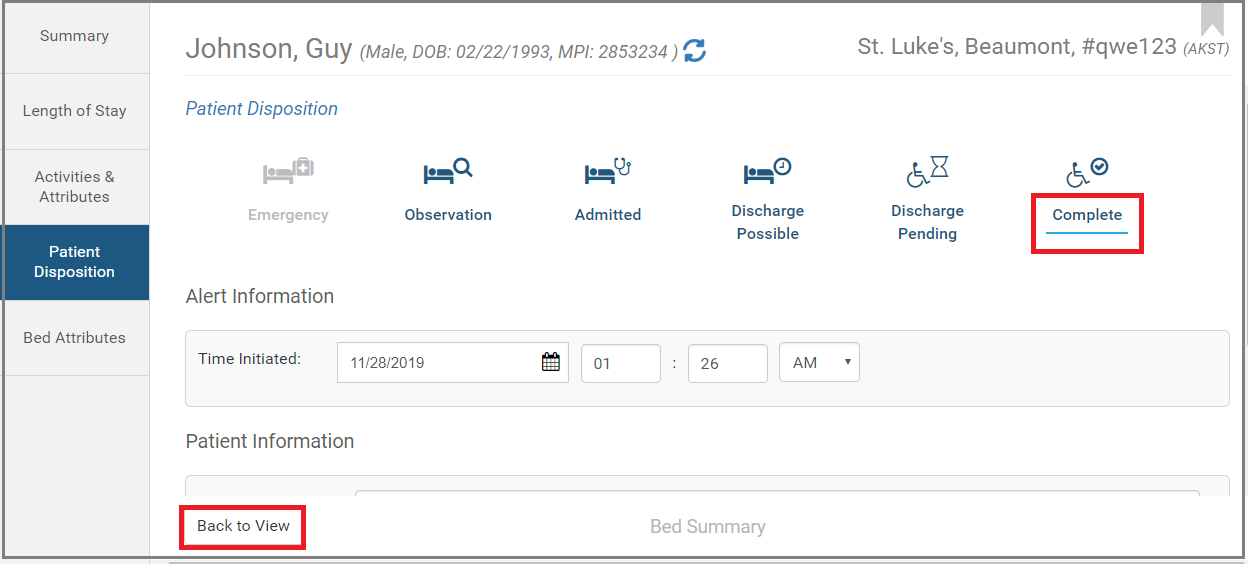 Summary
Length of Stay
Activities &
Attributes
Patient
Disposition
Bed Attributes
Johnson, Guy (Male, DOB: 02/22/1993, MPI: 2853234 )
St. Luke's, Beaumont, #qwe123 (AKST)
Patient Disposition
Emergency
Observation
Admitted
Discharge
Possible
Discharge
Pending
Complete
Alert Information
Time Initiated: 11/28/2019 01 : 26 AM
Patient Information
Back to View
Bed Summary